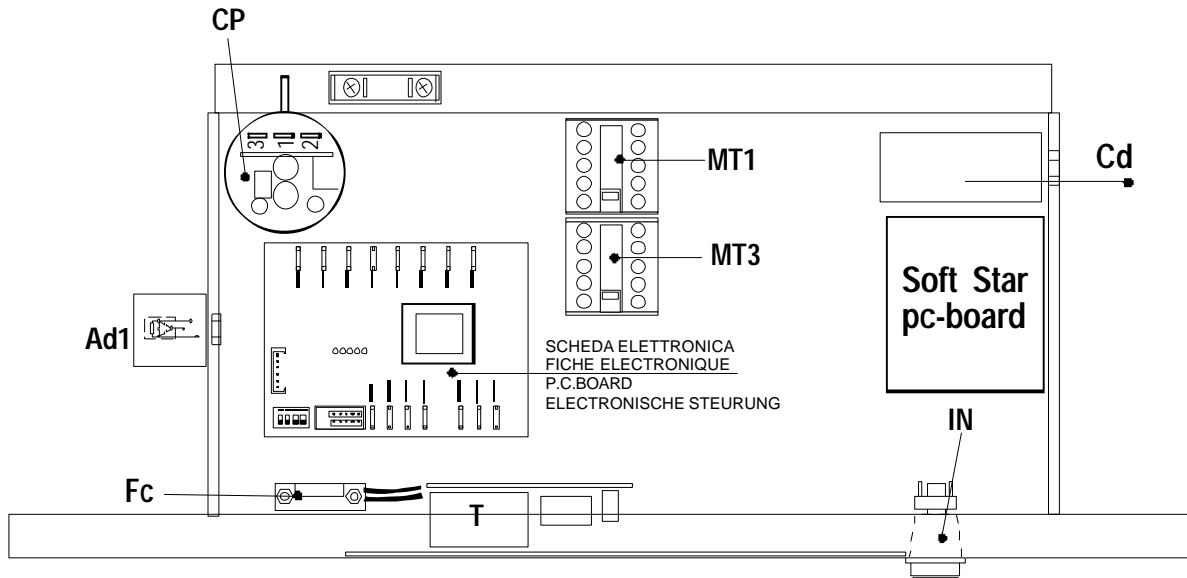 CP
3 1 2
MT1
Cd
MT3
Soft Star
pc-board
Ad1
SCHEDA ELETTRONICA
FICHE ELECTRONIQUE
P.C.BOARD
ELECTRONISCHE STEURUNG
IN
Fc
T